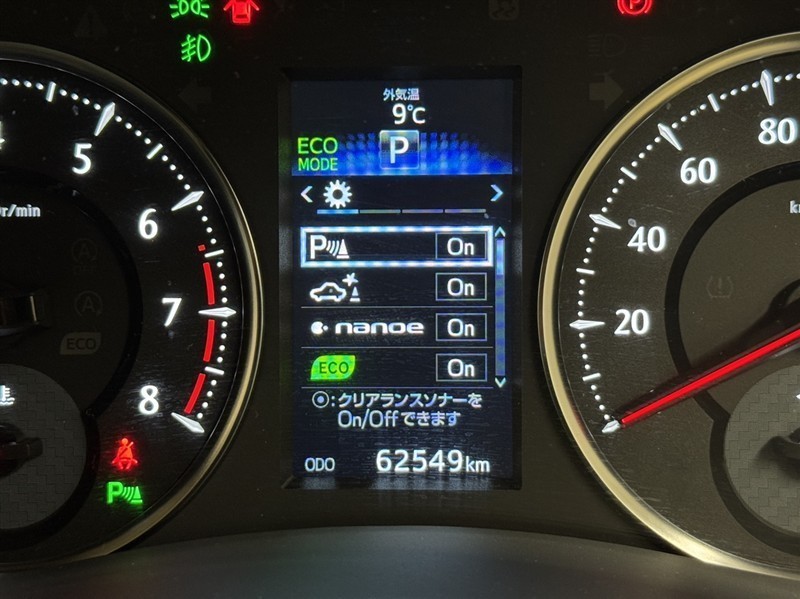 外気温
9℃
ECO
MODE
P
P On
On
nanoe On
ECO On
◎:クリアランスソナーを
On/Offできます
ODO 62549km
5
6
7
8
r/min
ECO
P
20
40
60
80